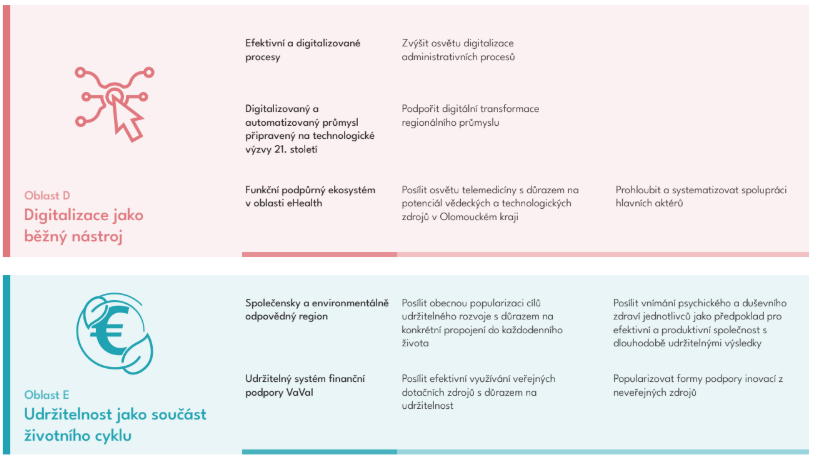 Efektivní a digitalizované
procesy
Zvýšit osvětu digitalizace
administrativních procesů
Digitalizovaný a
automatizovaný průmysl
připravený na technologické
výzvy 21. století
Podpořit digitální transformace
regionálního průmyslu
Oblast D
Digitalizace jako
běžný nástroj
Funkční podpůrný ekosystém
v oblasti eHealth
Posílit osvětu telemedicíny s důrazem na
potenciál vědeckých a technologických
zdrojů v Olomouckém kraji
Prohloubit a systematizovat spolupráci
hlavních aktérů
Společensky a environmentálně
odpovědný region
Posílit obecnou popularizaci cílů
udržitelného rozvoje s důrazem na
konkrétní propojení do každodenního
života
Posílit vnímání psychického a duševního
zdraví jednotlivců jako předpoklad pro
efektivní a produktivní společnost s
dlouhodobě udržitelnými výsledky
€
Oblast E
Udržitelnost jako součást
životního cyklu
Udržitelný systém finanční
podpory VaVaI
Posílit efektivní využívání veřejných
dotačních zdrojů s důrazem na
udržitelnost
Popularizovat formy podpory inovací z
neveřejných zdrojů